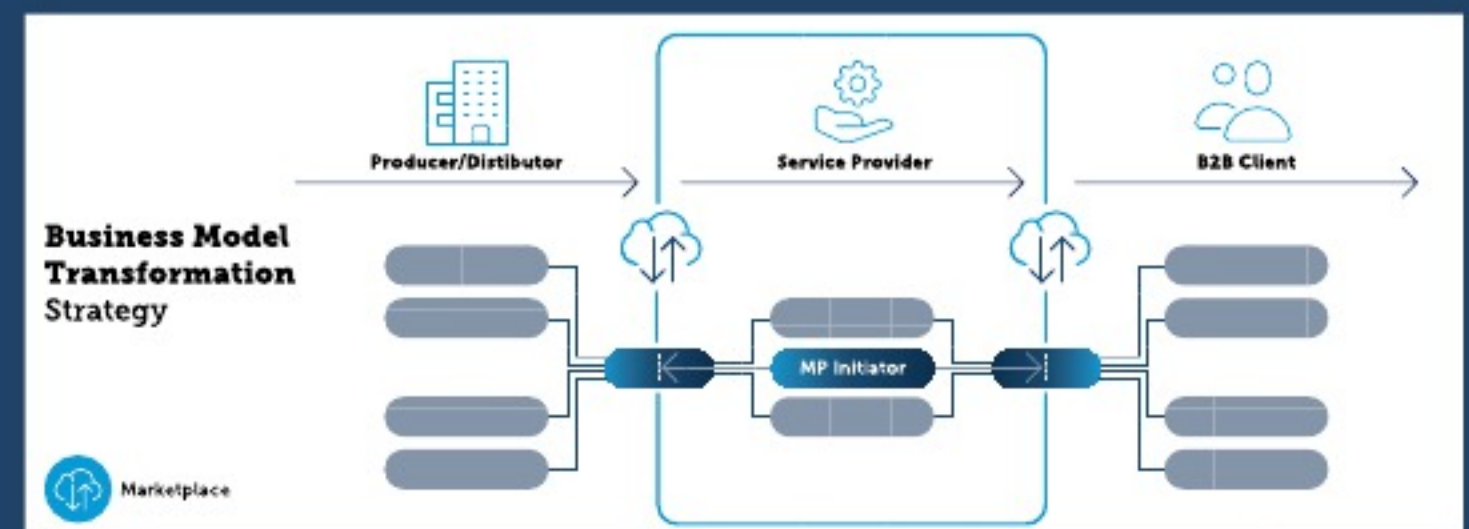 Producer/Distibutor
Service Provider
B2B Client
Business Model
Transformation
Strategy
MP Initiator
Marketplace